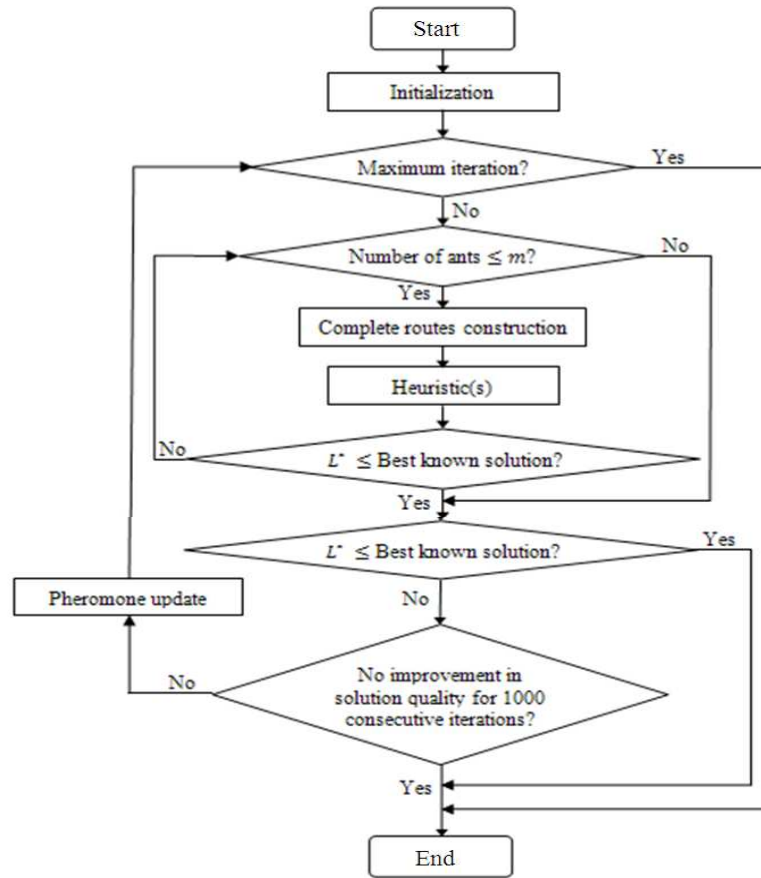 Start
Initialization
Maximum iteration?
Yes
No
Number of ants ≤ m?
No
Yes
Complete routes construction
Heuristic(s)
No
L* ≤ Best known solution?
Yes
Yes
L* ≤ Best known solution?
Pheromone update
No
No
No improvement in
solution quality for 1000
consecutive iterations?
Yes
End